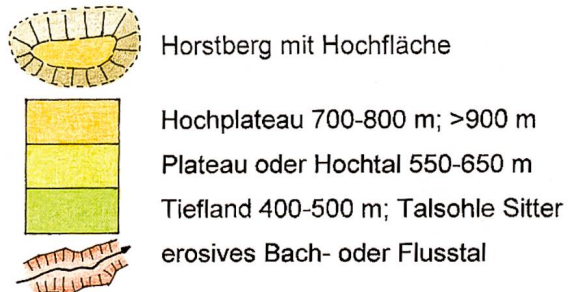 Horstberg mit Hochfläche
Hochplateau 700-800 m; >900 m
Plateau oder Hochtal 550-650 m
Tiefland 400-500 m; Talsohle Sitter
erosives Bach- oder Flusstal